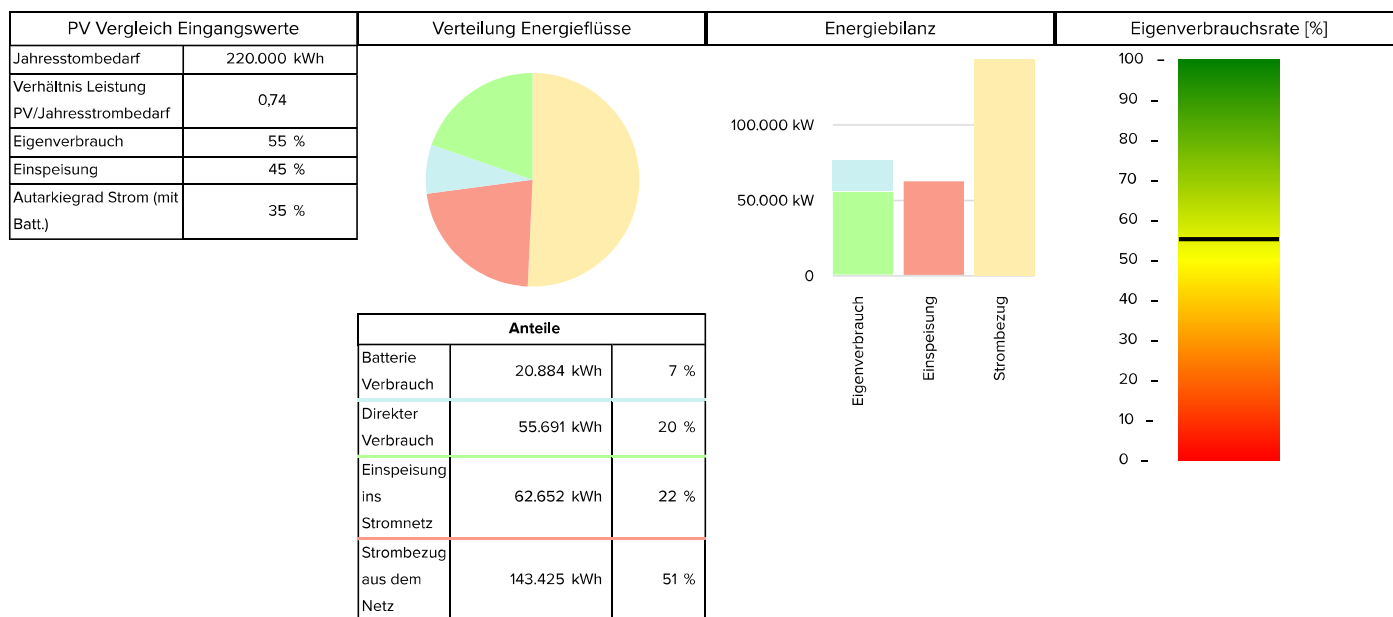 PV Vergleich Eingangswerte
Jahresstombedarf 220.000 kWh
Verhältnis Leistung
PV/Jahresstrombedarf 0,74
Eigenverbrauch 55 %
Einspeisung 45 %
Autarkiegrad Strom (mit
Batt.) 35 %
Verteilung Energieflüsse
Anteile
Batterie
Verbrauch 20.884 kWh 7 %
Direkter
Verbrauch 55.691 kWh 20 %
Einspeisung
ins
Stromnetz 62.652 kWh 22 %
Strombezug
aus dem
Netz 143.425 kWh 51 %
Energiebilanz
100.000 kW
50.000 kW
0
Eigenverbrauch
Einspeisung
Strombezug
Eigenverbrauchsrate [%]
100
90
80
70
60
50
40
30
20
10
0